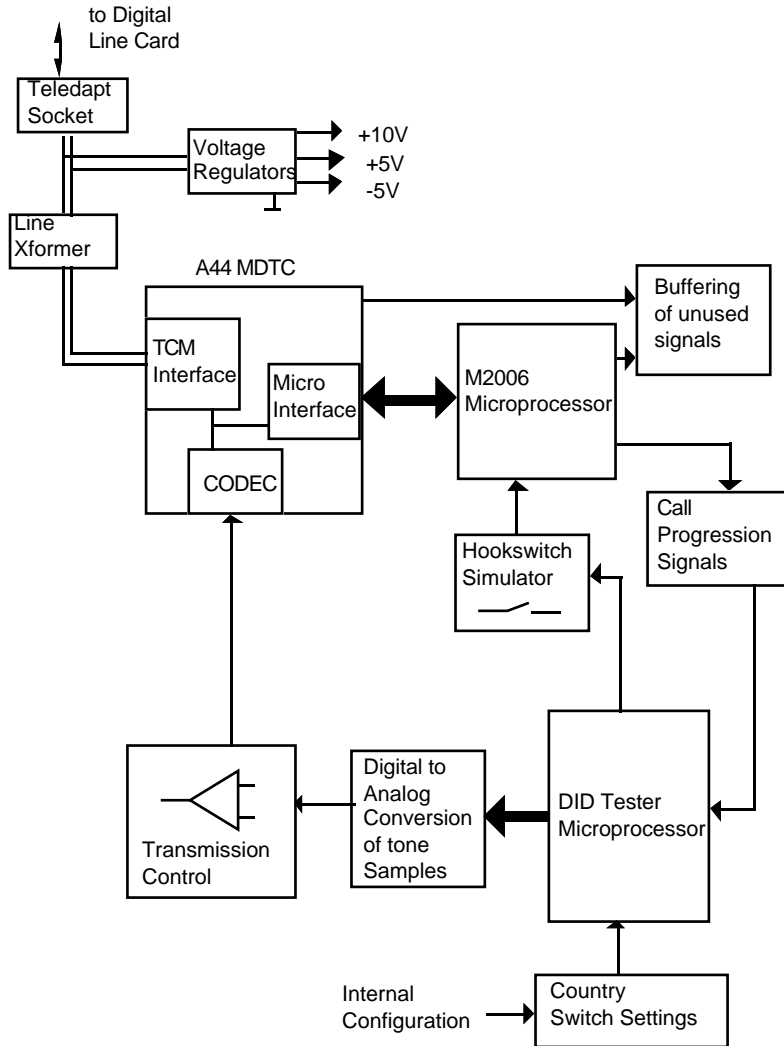 to Digital
Line Card
Teledapt
Socket
Voltage
Regulators
+10V
+5V
-5V
Line
Xformer
A44 MDTC
TCM
Interface
Micro
Interface
CODEC
M2006
Microprocessor
Buffering
of unused
signals
Call
Progression
Signals
Hookswitch
Simulator
Transmission
Control
Digital to
Analog
Conversion
of tone
Samples
DID Tester
Microprocessor
Internal
Configuration
Country
Switch Settings